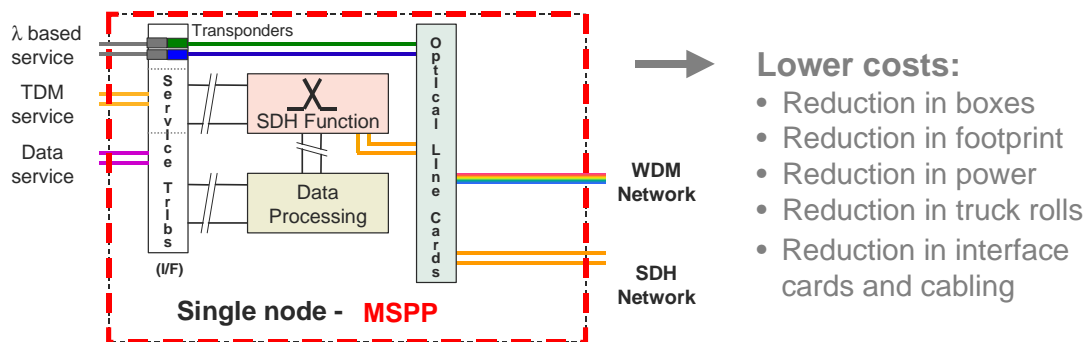 λ based
service
TDM
service
Data
service
Transponders
ServIce TrIbs
(I/F)
SDH Function
Data
Processing
OptIcal LIne Cards
WDM
Network
SDH
Network
Single node - MSPP
Lower costs:
• Reduction in boxes
• Reduction in footprint
• Reduction in power
• Reduction in truck rolls
• Reduction in interface
cards and cabling